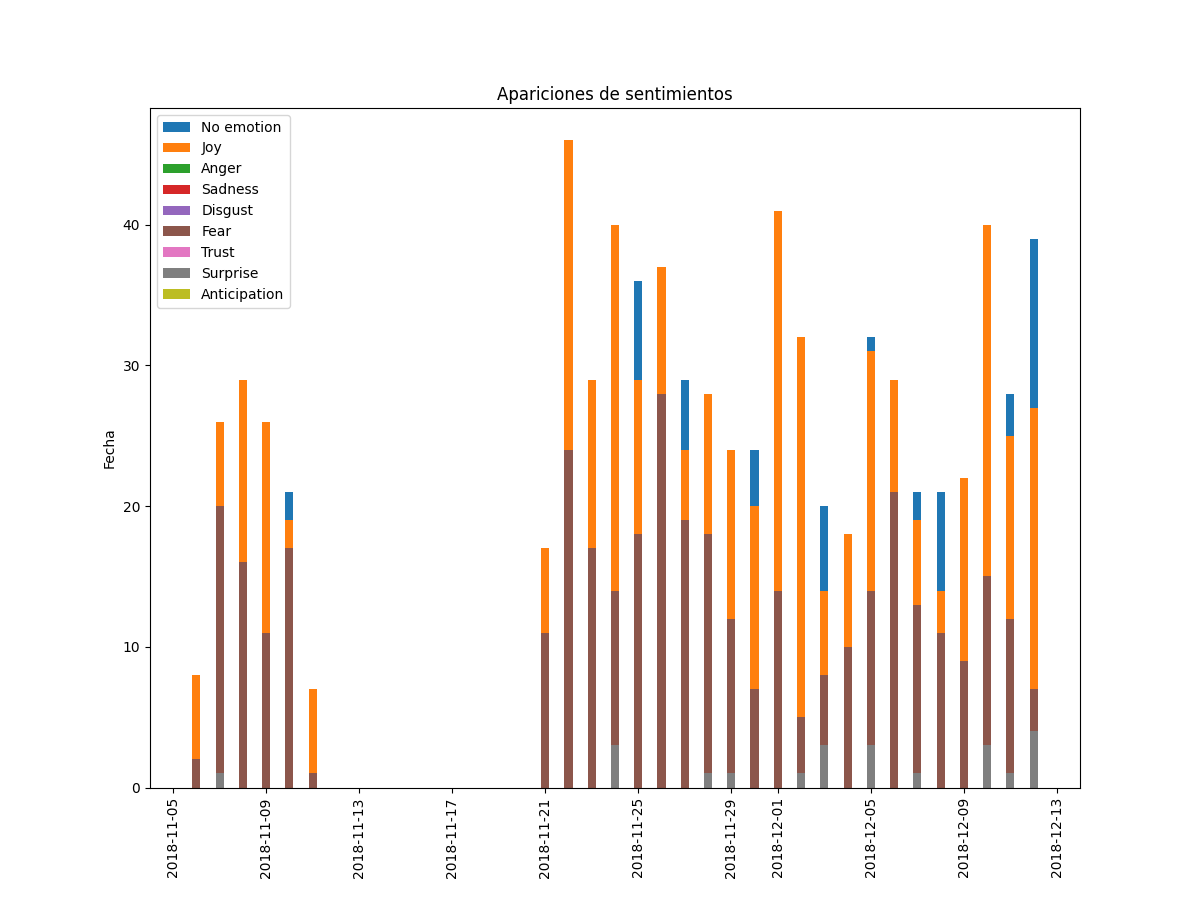 Apariciones de sentimientos
No emotion
Joy
Anger
Sadness
Disgust
Fear
Trust
Surprise
Anticipation
Fecha
40
30
20
10
0
2018-11-05
2018-11-09
2018-11-13
2018-11-17
2018-11-21
2018-11-25
2018-11-29
2018-12-01
2018-12-05
2018-12-09
2018-12-13